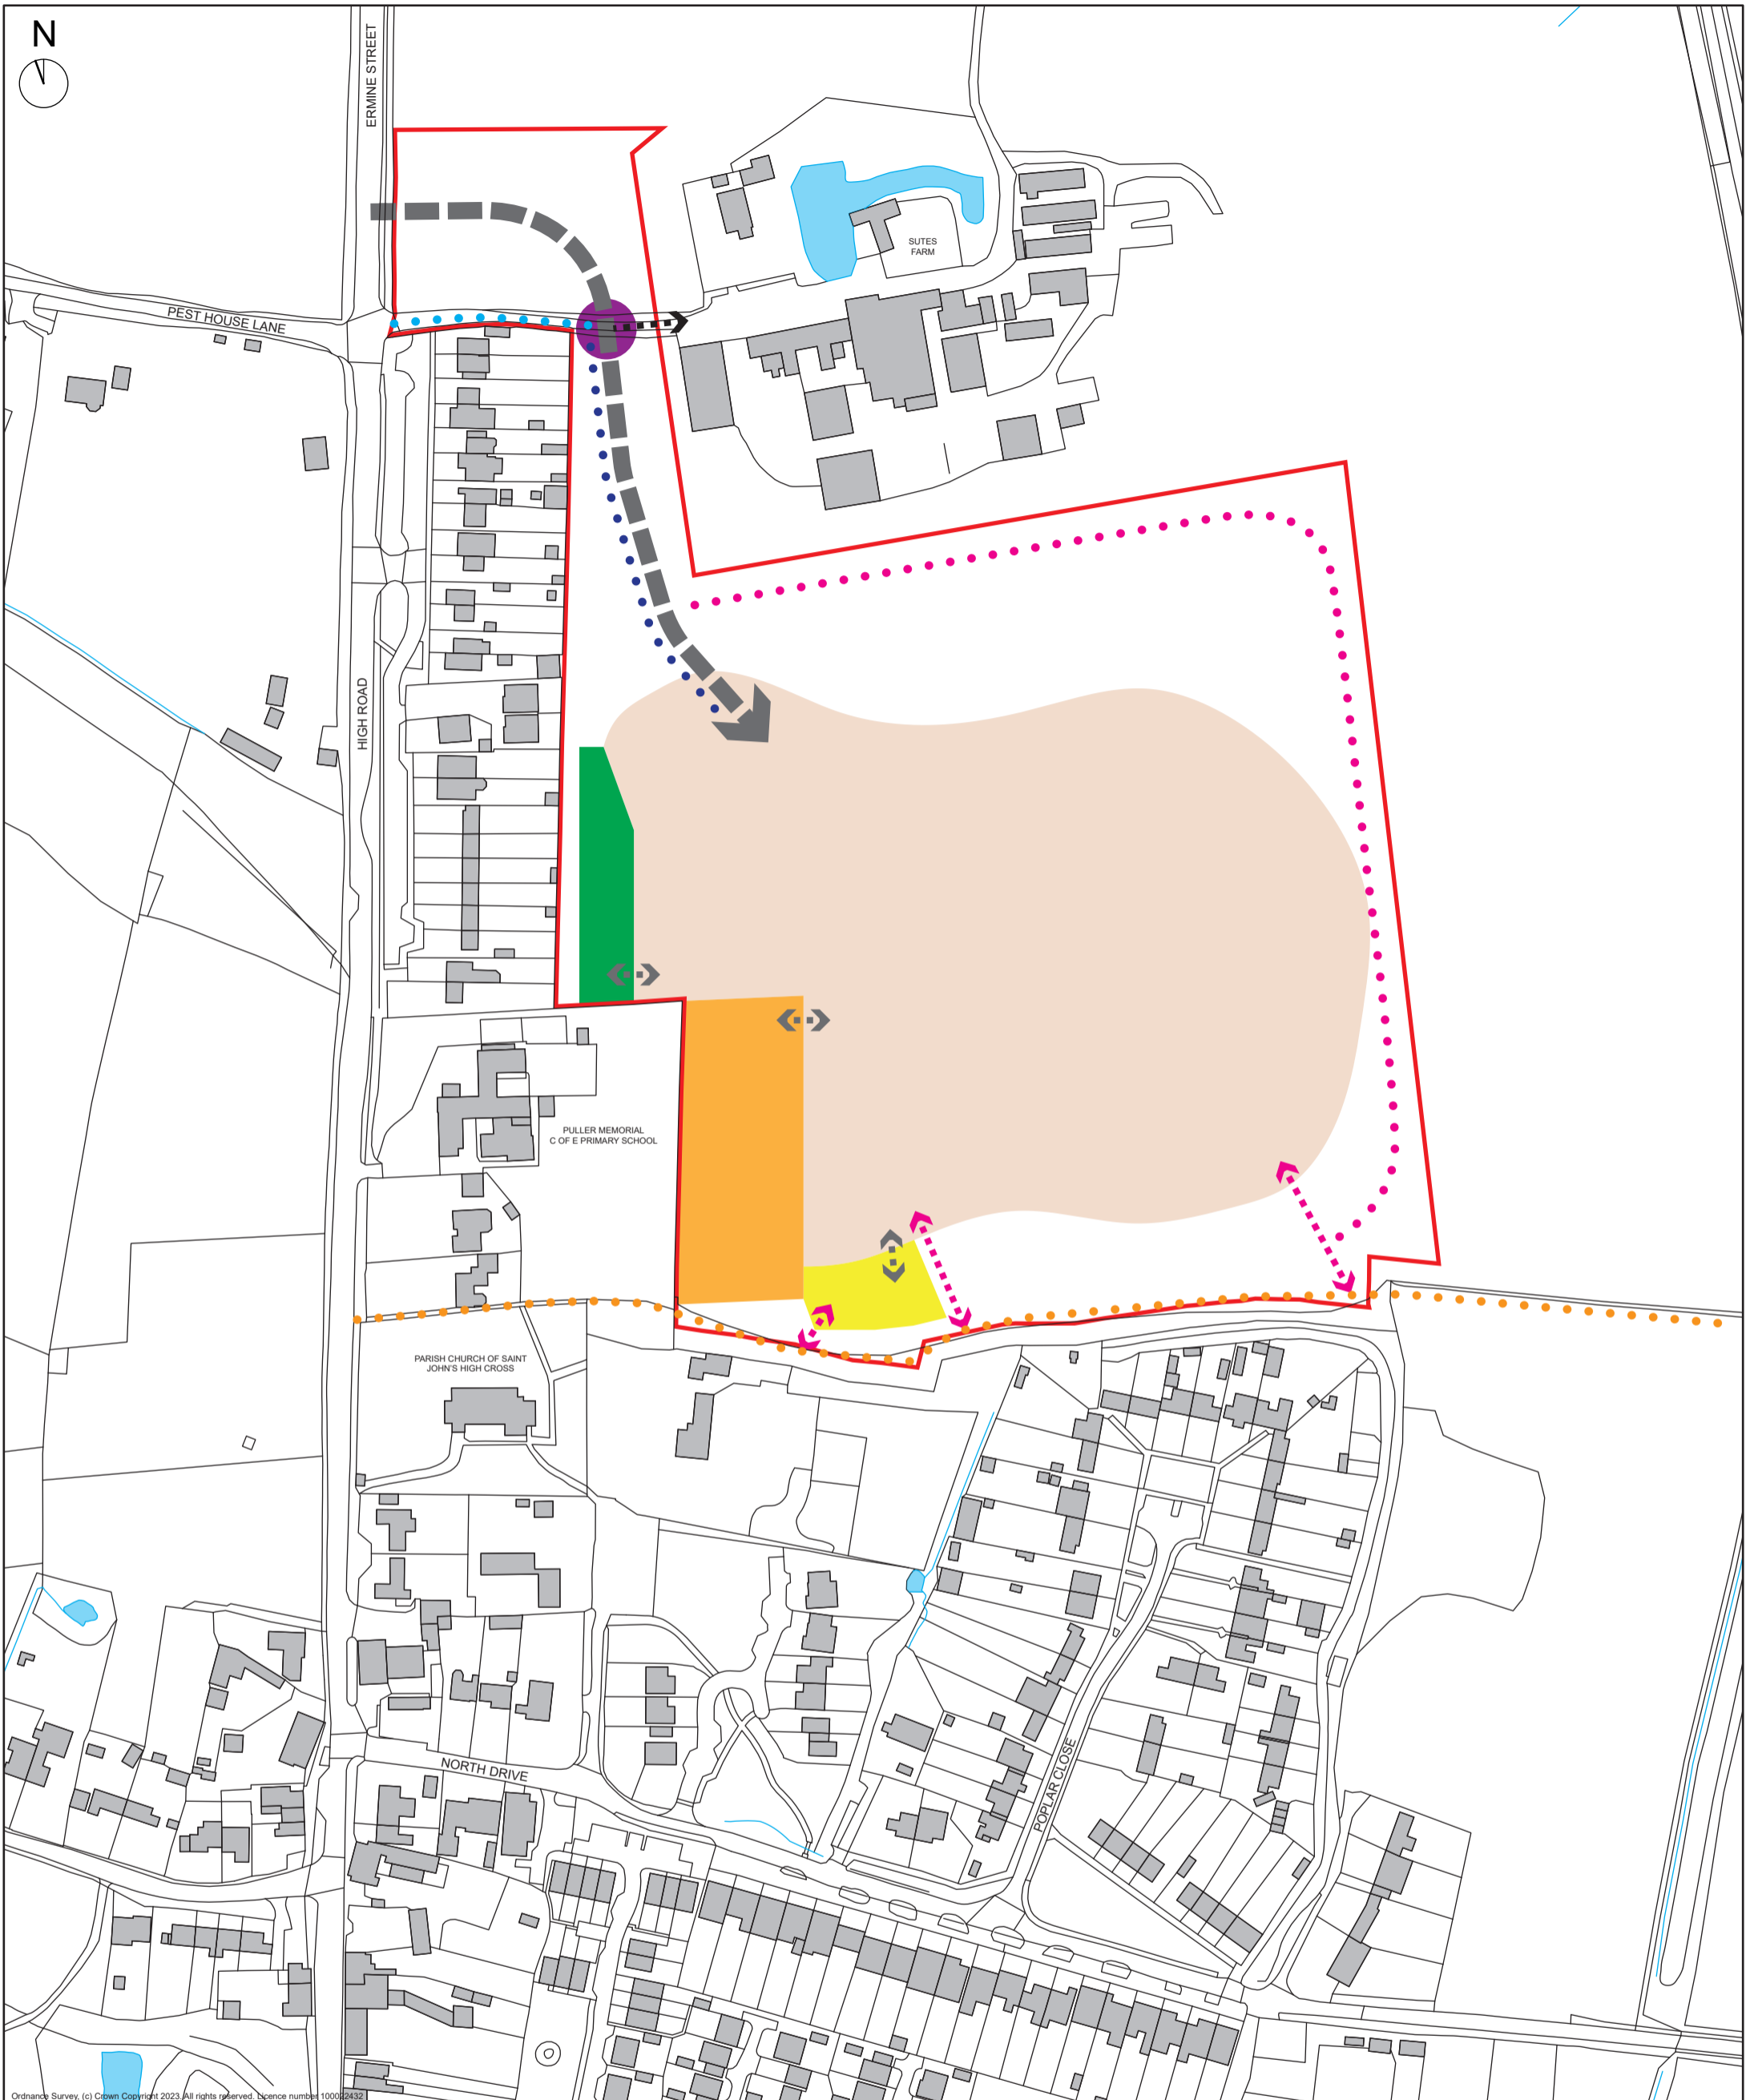 N
ERMINE STREET
SUTES
FARM
PEST HOUSE LANE
HIGH ROAD
PULLER MEMORIAL
C OF E PRIMARY SCHOOL
PARISH CHURCH OF SAINT
JOHN'S HIGH CROSS
NORTH DRIVE
POPLAR CLOSE
Ordnance Survey, (c) Crown Copyright 2023. All rights reserved. Licence number 100022432